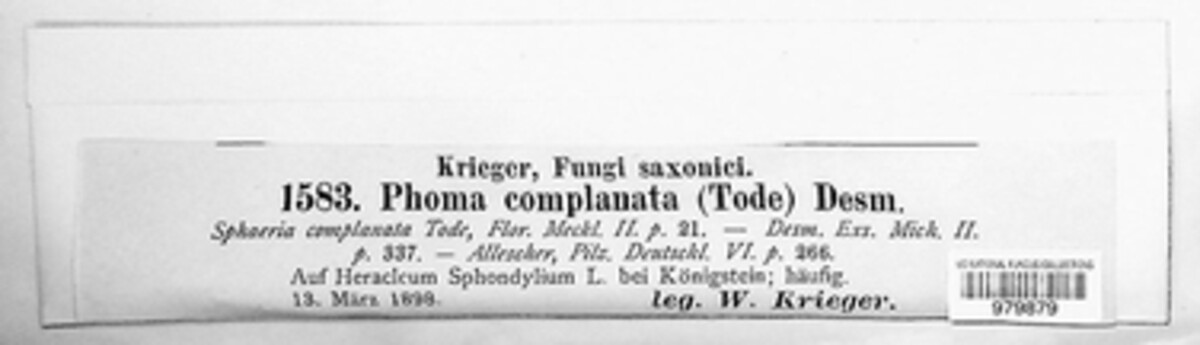 Krieger, Fungi saxonici.
1583. Phoma complanata (Tode) Desm.
Sphaeria complanata Tode, Flor. Meckl. II. p. 21. — Desm. Exs. Mich. II.
p. 337. — Allescher, Pilz. Deutschl. VI. p. 266.
Auf Heracleum Sphondylium L. bei Königstein; häufig.
13. März 1898. leg. W. Krieger.
979879